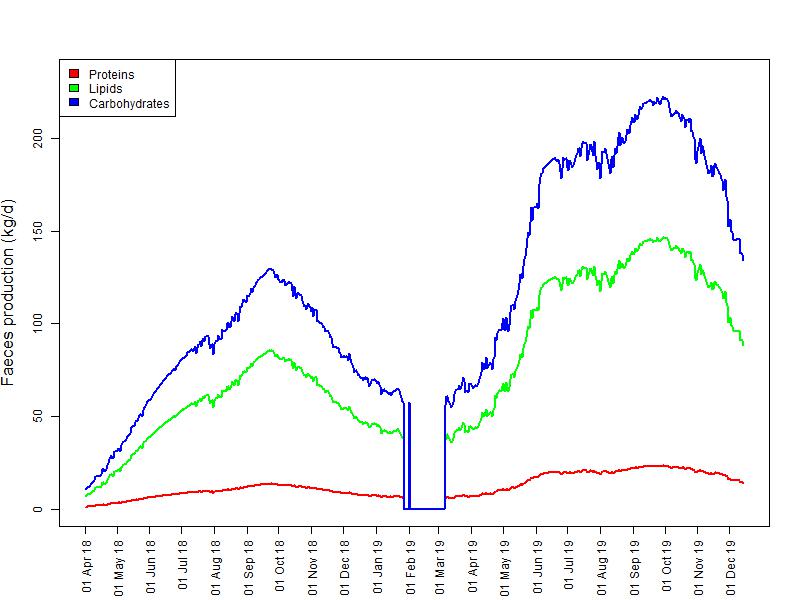 Proteins
Lipids
Carbohydrates
Faeces production (kg/d)
200
150
100
50
0
01 Apr 18
01 May 18
01 Jun 18
01 Jul 18
01 Aug 18
01 Sep 18
01 Oct 18
01 Nov 18
01 Dec 18
01 Jan 19
01 Feb 19
01 Mar 19
01 Apr 19
01 May 19
01 Jun 19
01 Jul 19
01 Aug 19
01 Sep 19
01 Oct 19
01 Nov 19
01 Dec 19